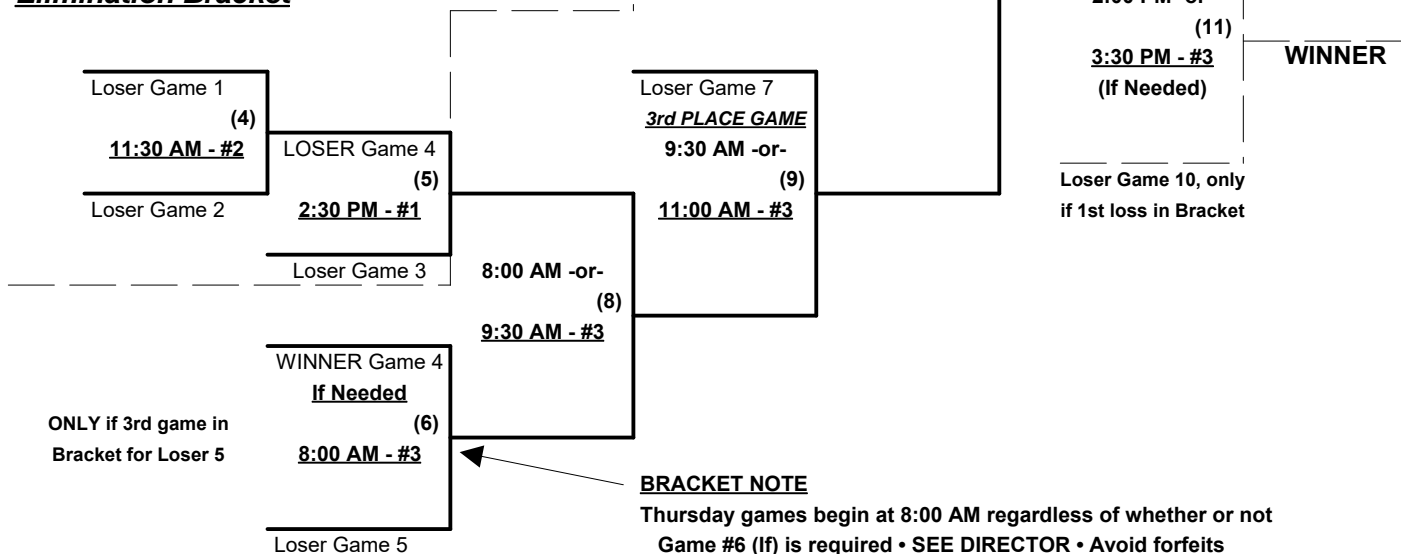 Elimination Bracket
(11)
3:30 PM - #3
(If Needed)
WINNER
Loser Game 10, only
if 1st loss in Bracket
Loser Game 1
(4)
11:30 AM - #2
Loser Game 2
LOSER Game 4
(5)
2:30 PM - #1
Loser Game 3
Loser Game 7
3rd PLACE GAME
9:30 AM -or-
(9)
11:00 AM - #3
8:00 AM -or-
(8)
9:30 AM - #3
WINNER Game 4
If Needed
(6)
8:00 AM - #3
Loser Game 5
ONLY if 3rd game in
Bracket for Loser 5
BRACKET NOTE
Thursday games begin at 8:00 AM regardless of whether or not
Game #6 (If) is required • SEE DIRECTOR • Avoid forfeits